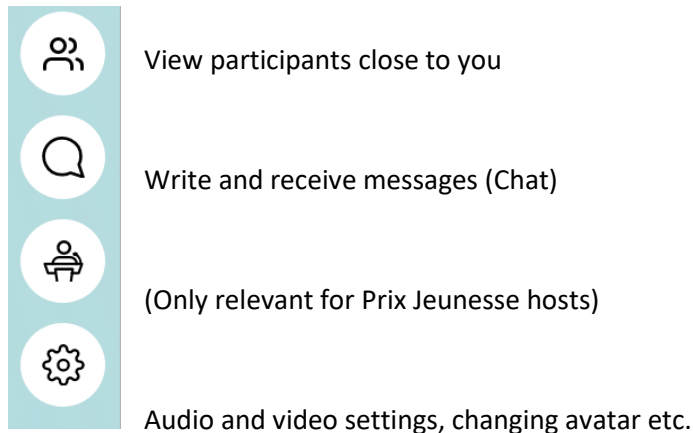 View participants close to you
Write and receive messages (Chat)
(Only relevant for Prix Jeunesse hosts)
Audio and video settings, changing avatar etc.